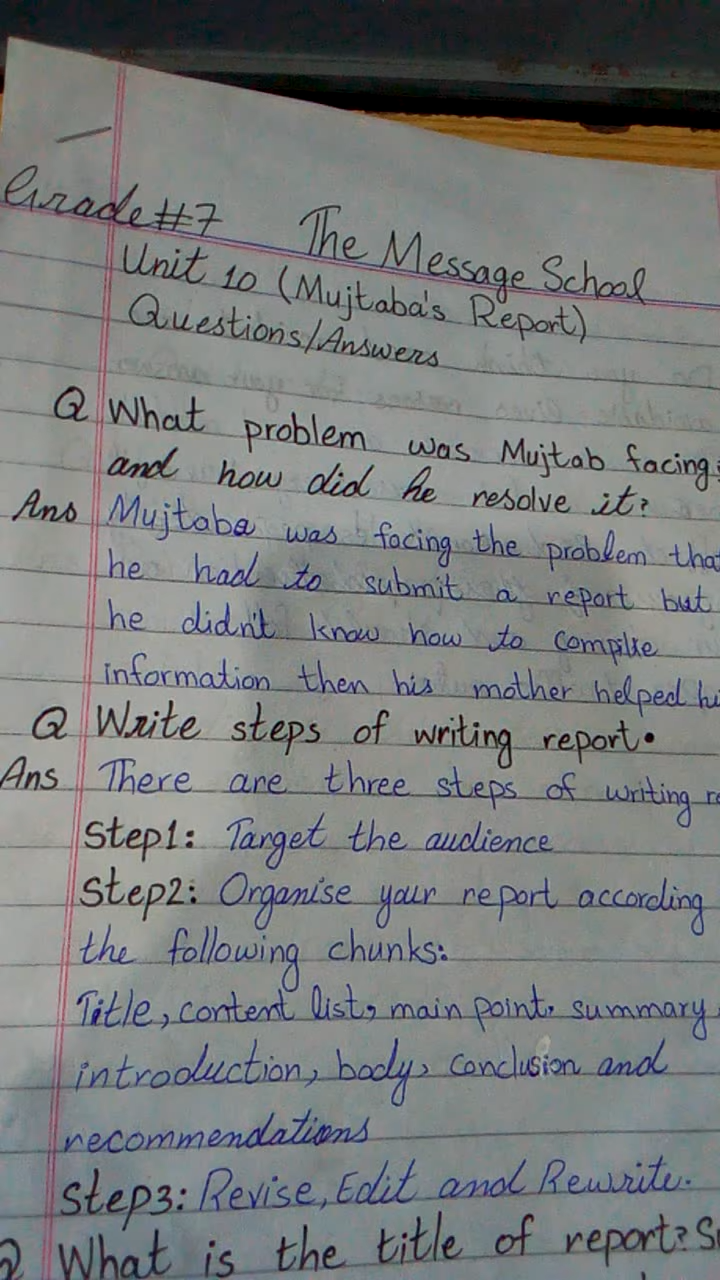 Grade#7 The Message School
Unit 10 (Mujtaba's Report)
Questions/Answers
Q What problem was Mujtab facing
and how did he resolve it?
Ans Mujtaba was facing the problem that
he had to submit a report but
he didn't know how to compile
information then his mother helped
Q Write steps of writing report.
Ans There are three steps of writing
Step1: Target the audience
Step2: Organise your report according
the following chunks:
Title, content list, main point, summary
introduction, body, conclusion and
recommendations
Step3: Revise, Edit and Rewrite.
Q What is the title of report?